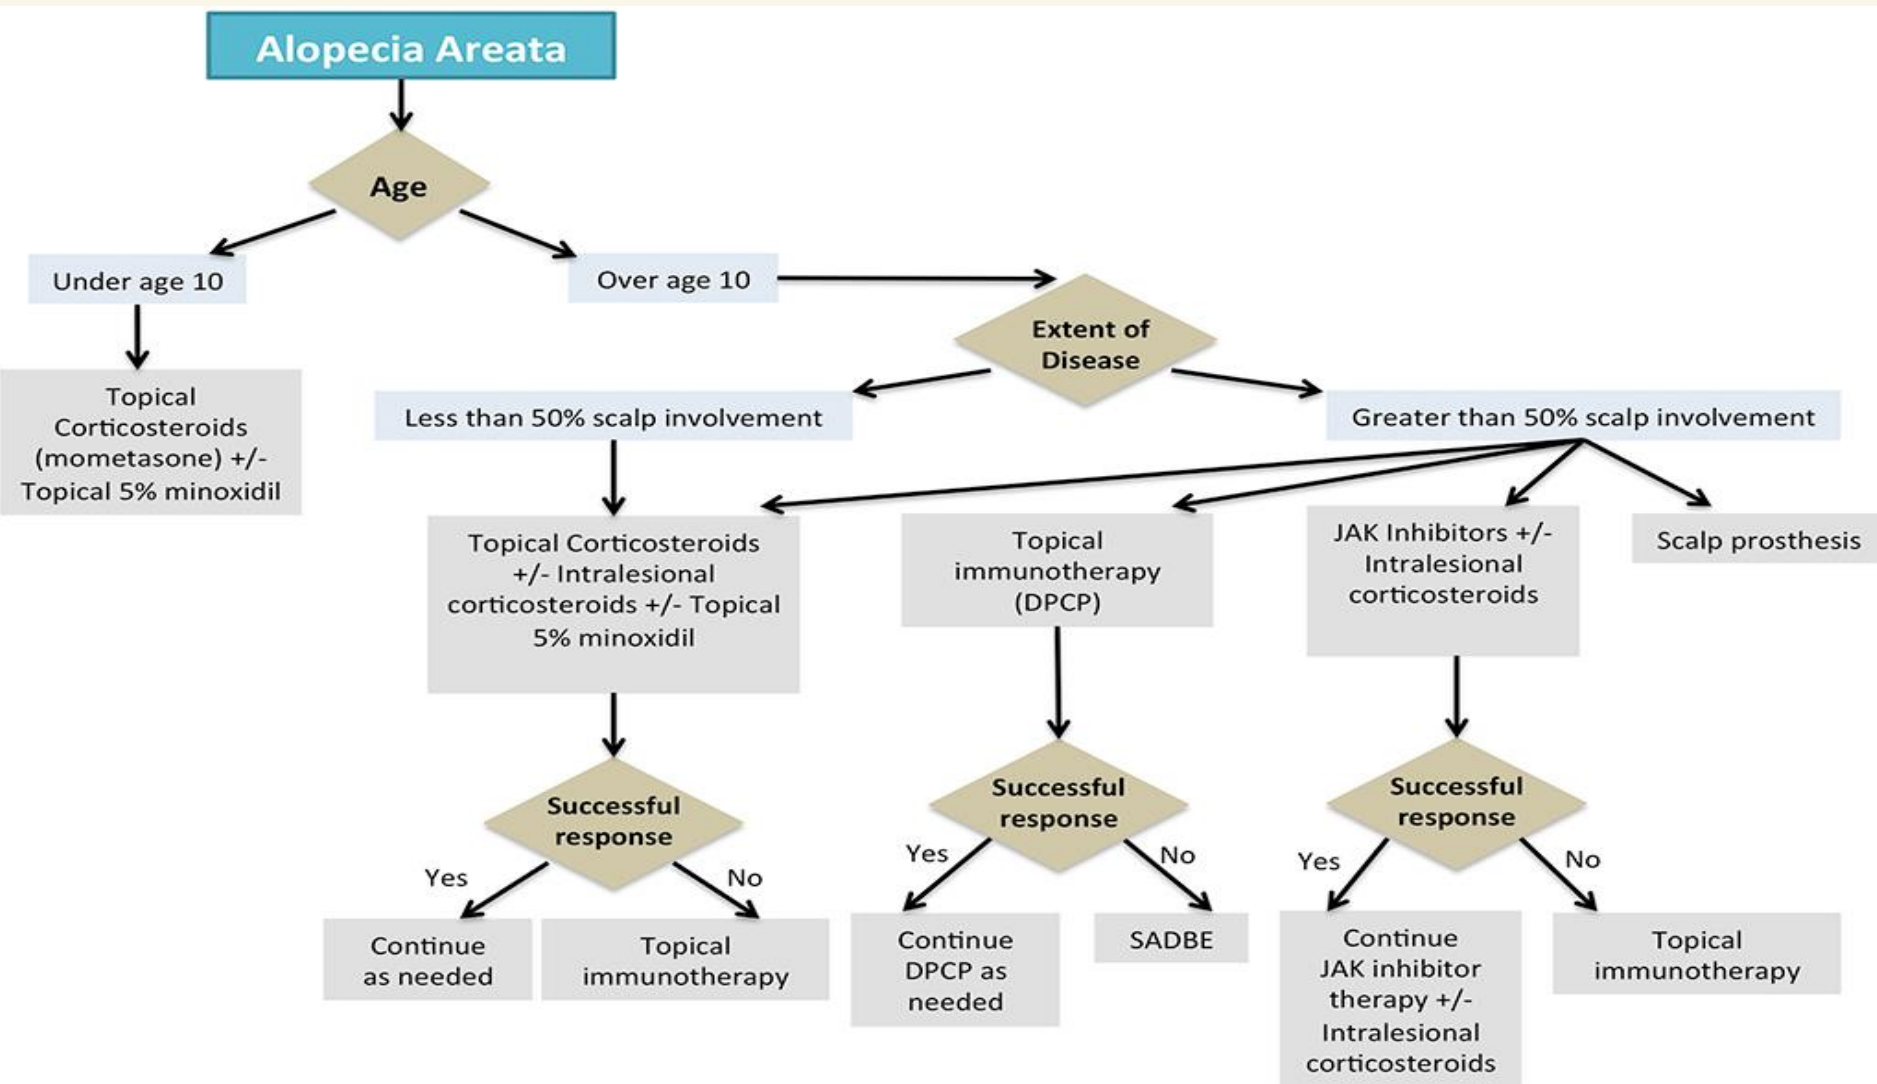 Alopecia Areata
Age
Under age 10
Over age 10
Extent of
Disease
Topical
Corticosteroids
(mometasone) +/-
Topical 5% minoxidil
Less than 50% scalp involvement
Greater than 50% scalp involvement
Topical Corticosteroids
+/- Intralesional
corticosteroids +/- Topical
5% minoxidil
Topical
immunotherapy
(DPCP)
JAK Inhibitors +/-
Intralesional
corticosteroids
Scalp prosthesis
Successful
response
Yes
No
Continue
as needed
Topical
immunotherapy
Successful
response
Yes
No
Continue
DPCP as
needed
SADBE
Successful
response
Yes
No
Continue
JAK inhibitor
therapy +/-
Intralesional
corticosteroids
Topical
immunotherapy